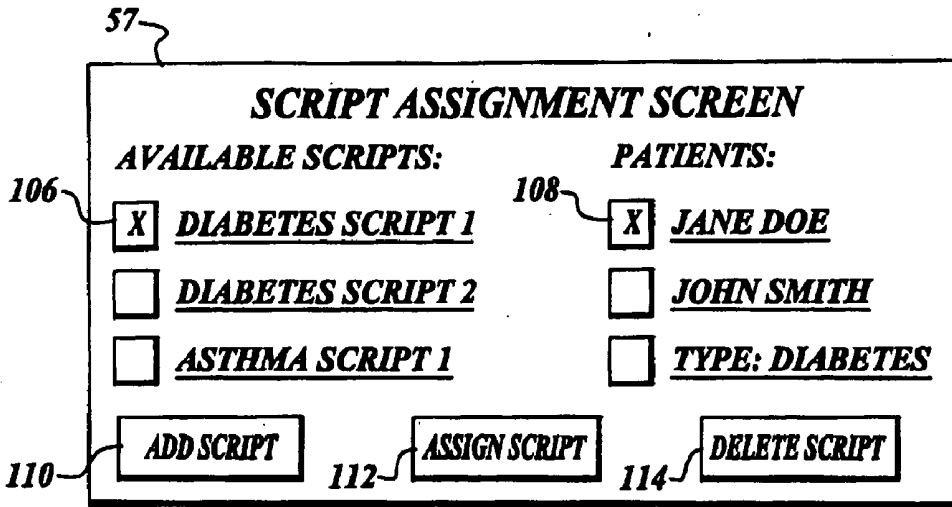 57
SCRIPT ASSIGNMENT SCREEN
AVAILABLE SCRIPTS: PATIENTS:
106 X DIABETES SCRIPT 1 108 X JANE DOE
DIABETES SCRIPT 2 JOHN SMITH
ASTHMA SCRIPT 1 TYPE: DIABETES
ADD SCRIPT ASSIGN SCRIPT DELETE SCRIPT
110 112 114